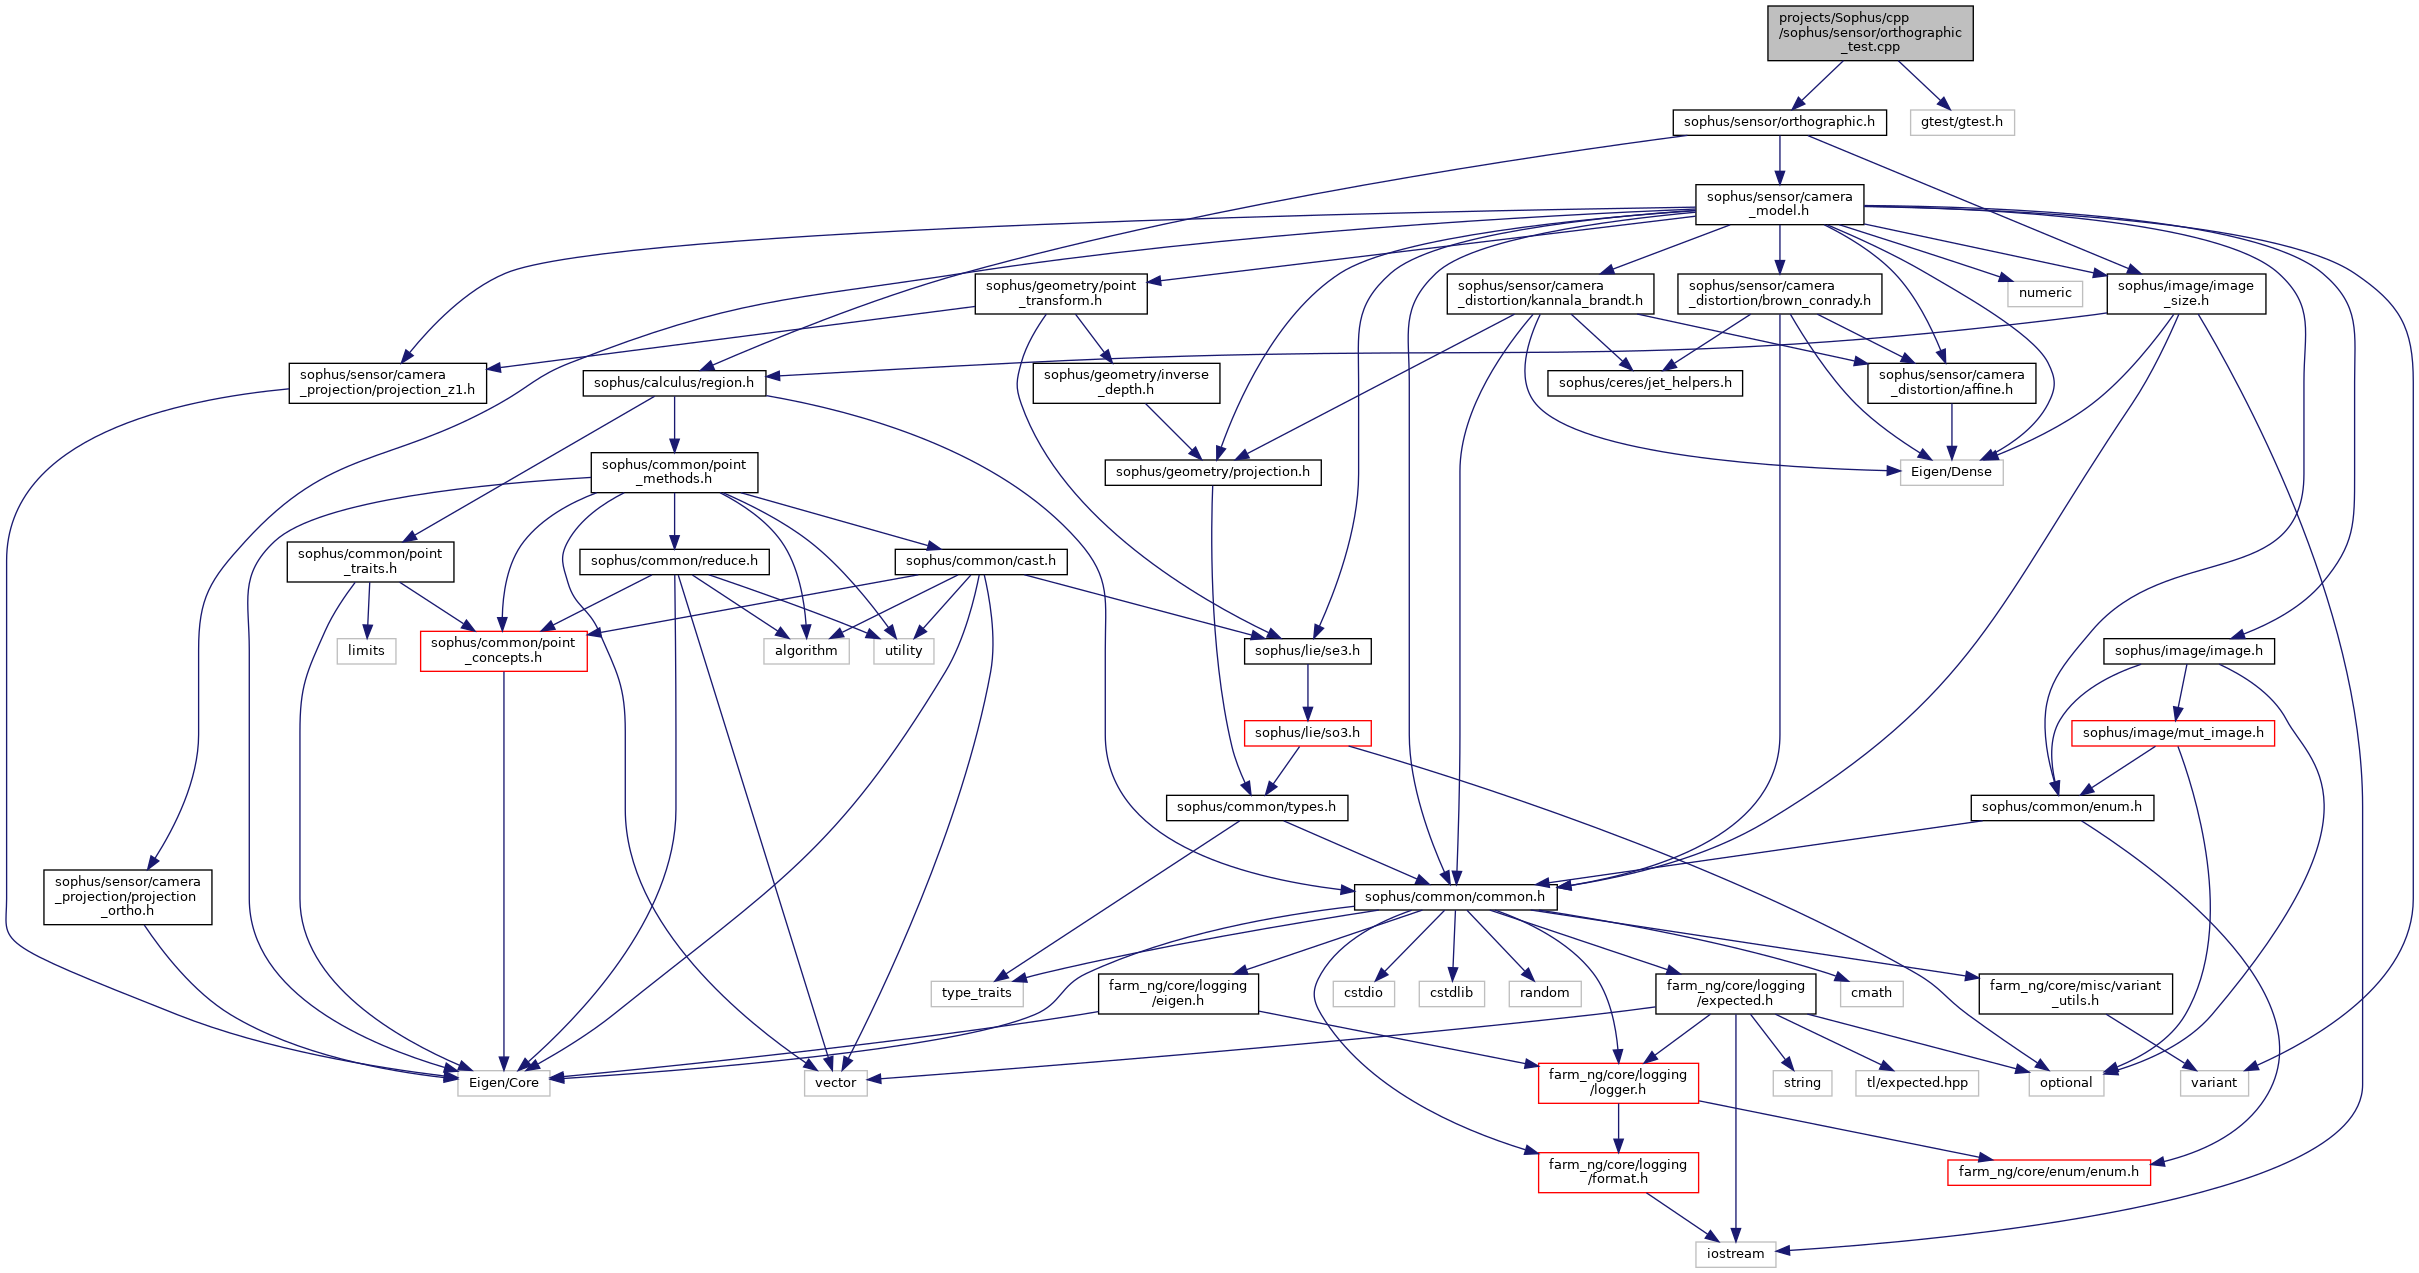 projects/Sophus/cpp
/sophus/sensor/orthographic
_test.cpp
sophus/sensor/orthographic.h
gtest/gtest.h
sophus/sensor/camera
_model.h
sophus/geometry/point
_transform.h
sophus/sensor/camera
_distortion/kannala_brandt.h
sophus/sensor/camera
_distortion/brown_conrady.h
numeric
sophus/image/image
_size.h
sophus/sensor/camera
_projection/projection_z1.h
sophus/calculus/region.h
sophus/geometry/inverse
_depth.h
sophus/ceres/jet_helpers.h
sophus/sensor/camera
_distortion/affine.h
sophus/common/point
_methods.h
sophus/geometry/projection.h
Eigen/Dense
sophus/common/point
_traits.h
sophus/common/reduce.h
sophus/common/cast.h
limits
sophus/common/point
_concepts.h
algorithm
utility
sophus/lie/se3.h
sophus/image/image.h
sophus/lie/so3.h
sophus/image/mut_image.h
sophus/common/types.h
sophus/common/enum.h
sophus/sensor/camera
_projection/projection
_ortho.h
sophus/common/common.h
type_traits
farm_ng/core/logging
/eigen.h
cstdio
cstdlib
random
farm_ng/core/logging
/expected.h
cmath
farm_ng/core/misc/variant
_utils.h
Eigen/Core
vector
farm_ng/core/logging
/logger.h
string
tl/expected.hpp
optional
variant
farm_ng/core/logging
/format.h
farm_ng/core/enum/enum.h
iostream